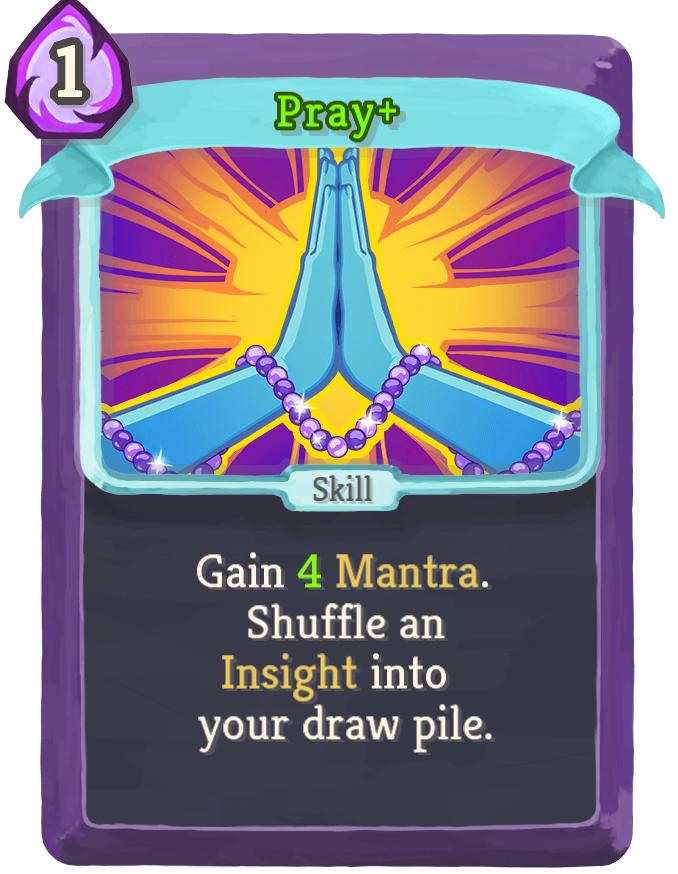 1
Pray+
Skill
Gain 4 Mantra.
Shuffle an
Insight into
your draw pile.